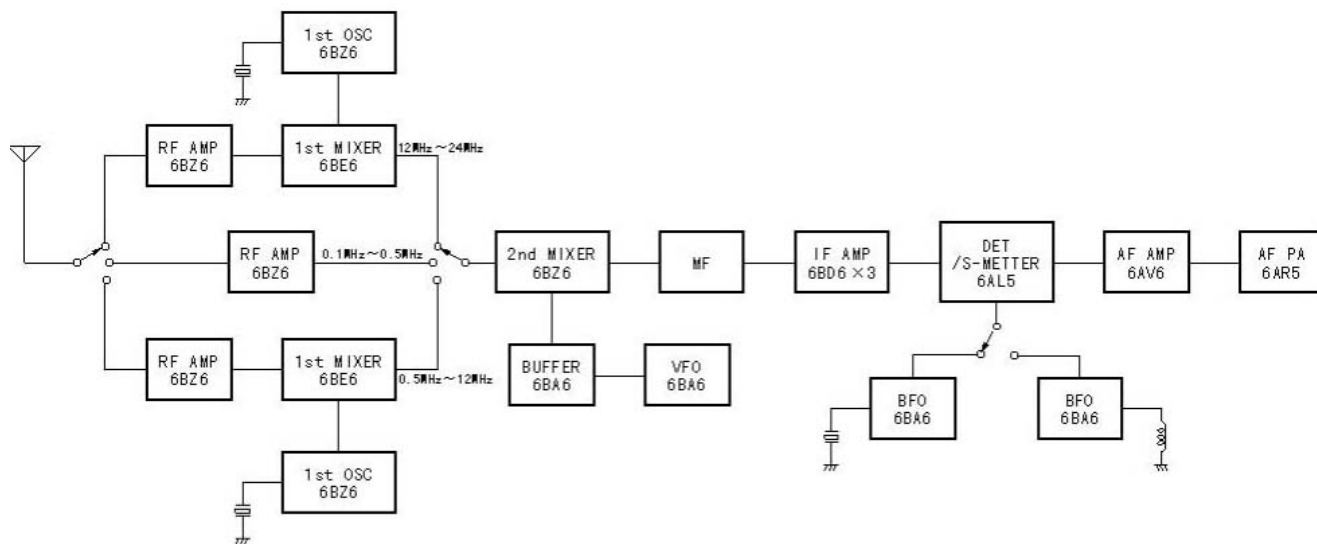 1st OSC
6BZ6
RF AMP
6BZ6
1st MIXER
6BE6
12MHz～24MHz
RF AMP
6BZ6
0.1MHz～0.5MHz
2nd MIXER
6BZ6
MF
IF AMP
6BD6×3
DET
/S-METTER
6AL5
AF AMP
6AV6
AF PA
6AR5
RF AMP
6BZ6
1st MIXER
6BE6
0.5MHz～12MHz
BUFFER
6BA6
VFO
6BA6
BFO
6BA6
BFO
6BA6
1st OSC
6BZ6